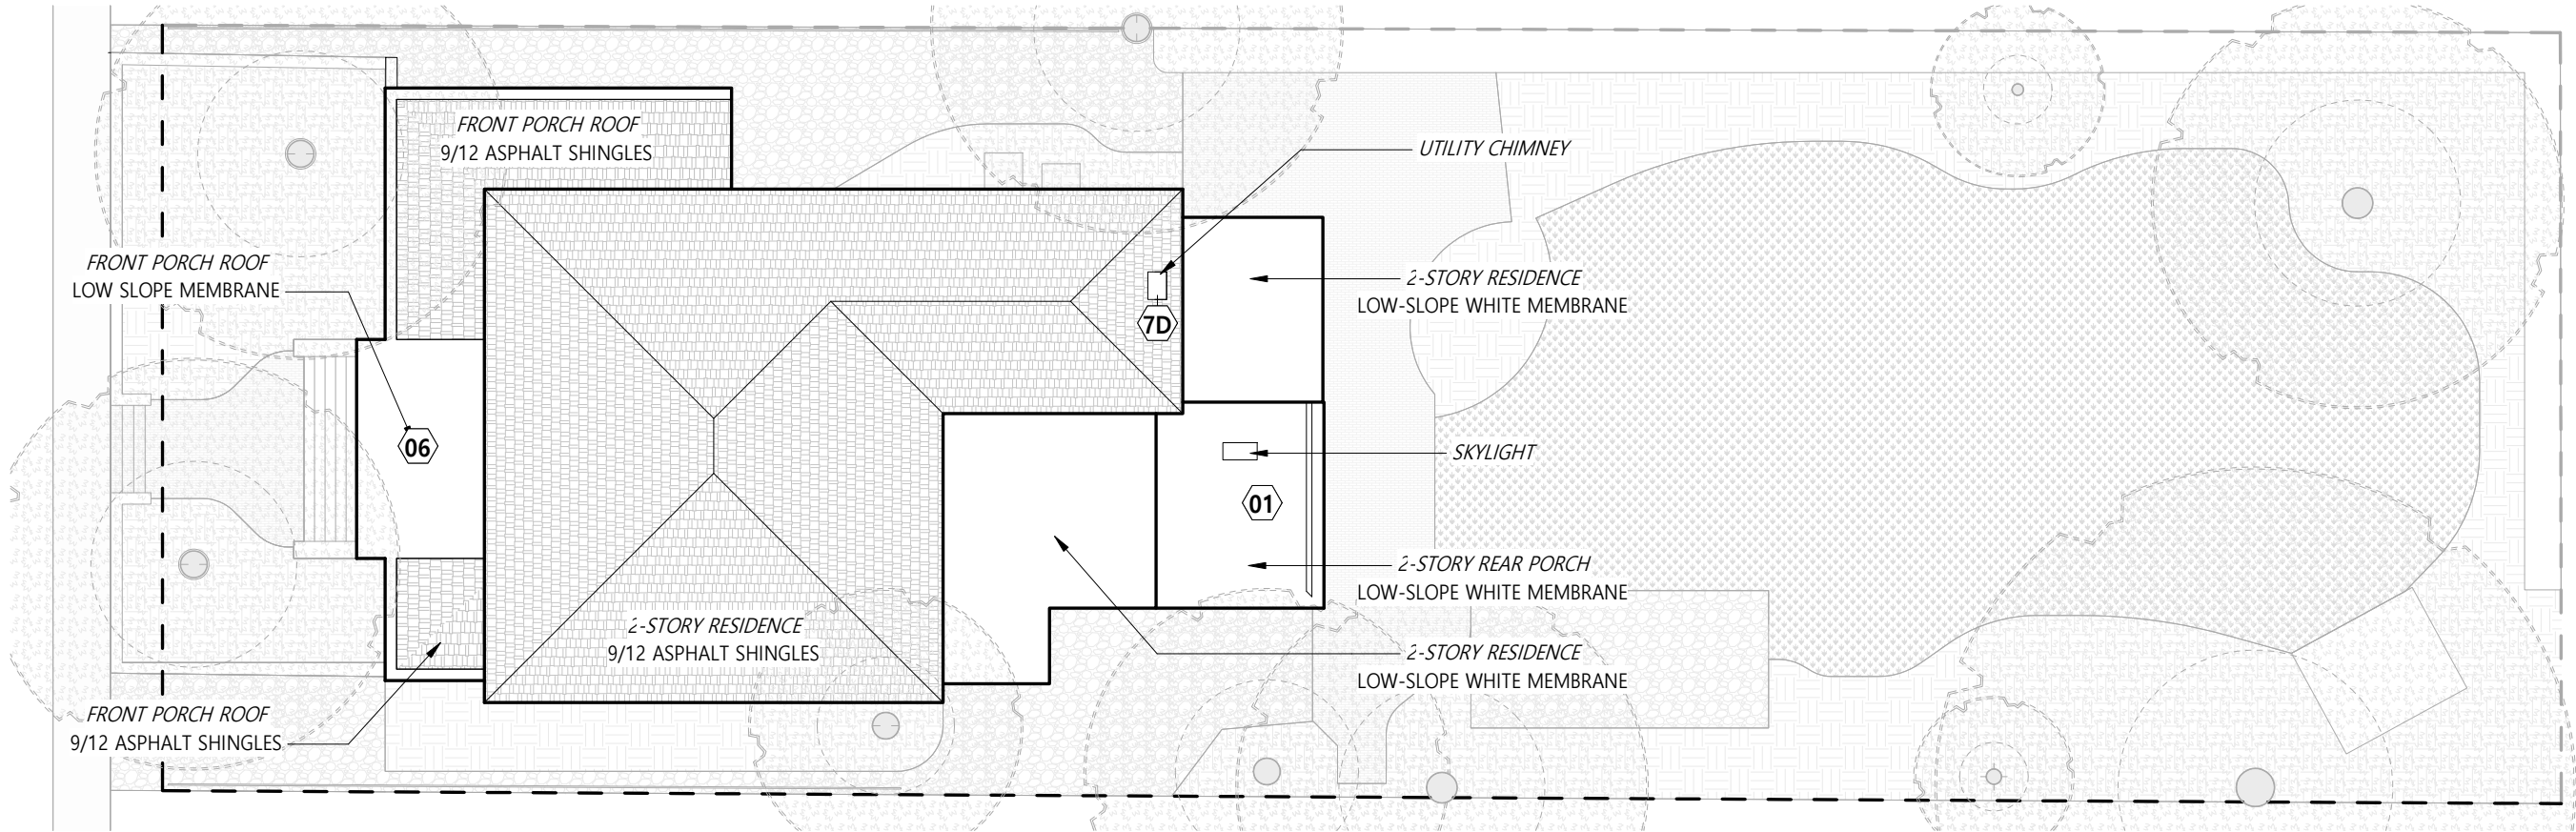 FRONT PORCH ROOF
9/12 ASPHALT SHINGLES
UTILITY CHIMNEY
FRONT PORCH ROOF
LOW SLOPE MEMBRANE
2-STORY RESIDENCE
LOW-SLOPE WHITE MEMBRANE
7D
06
SKYLIGHT
01
2-STORY REAR PORCH
LOW-SLOPE WHITE MEMBRANE
2-STORY RESIDENCE
9/12 ASPHALT SHINGLES
2-STORY RESIDENCE
LOW-SLOPE WHITE MEMBRANE
FRONT PORCH ROOF
9/12 ASPHALT SHINGLES